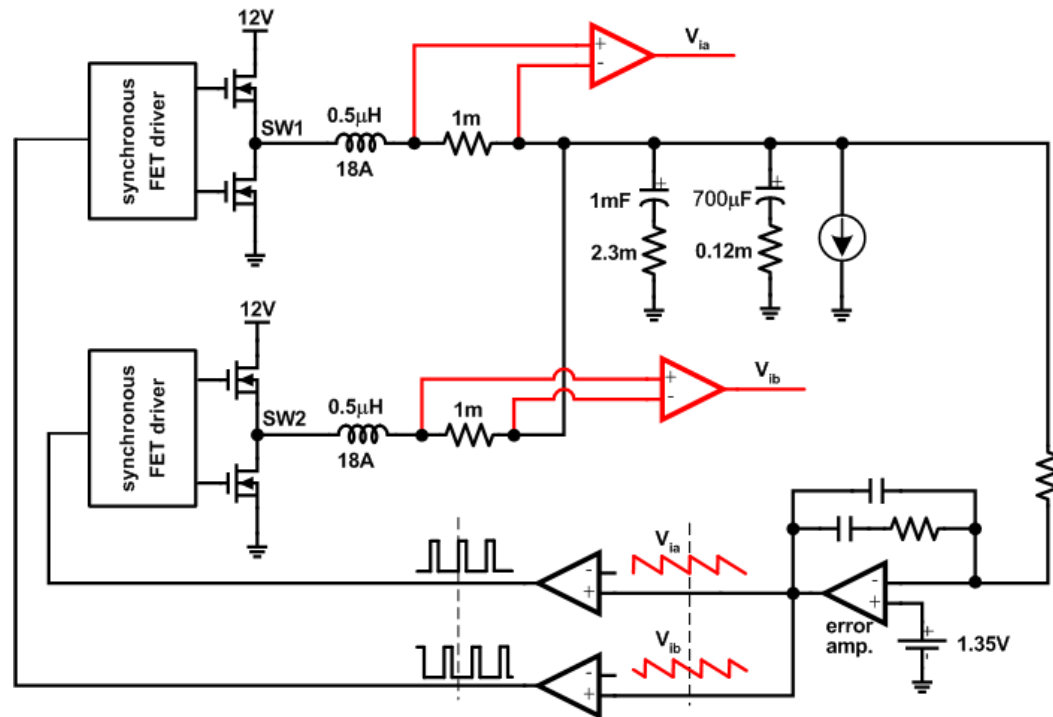 12V
V_ia
+
-
synchronous
FET driver
0.5μH
1m
SW1
18A
+
+
1mF
700μF
2.3m
0.12m
12V
synchronous
FET driver
+
-
V_ib
0.5μH
1m
SW2
18A
V_ia
-
+
-
+
error
amp.
+
-
1.35V
V_ib
-
+